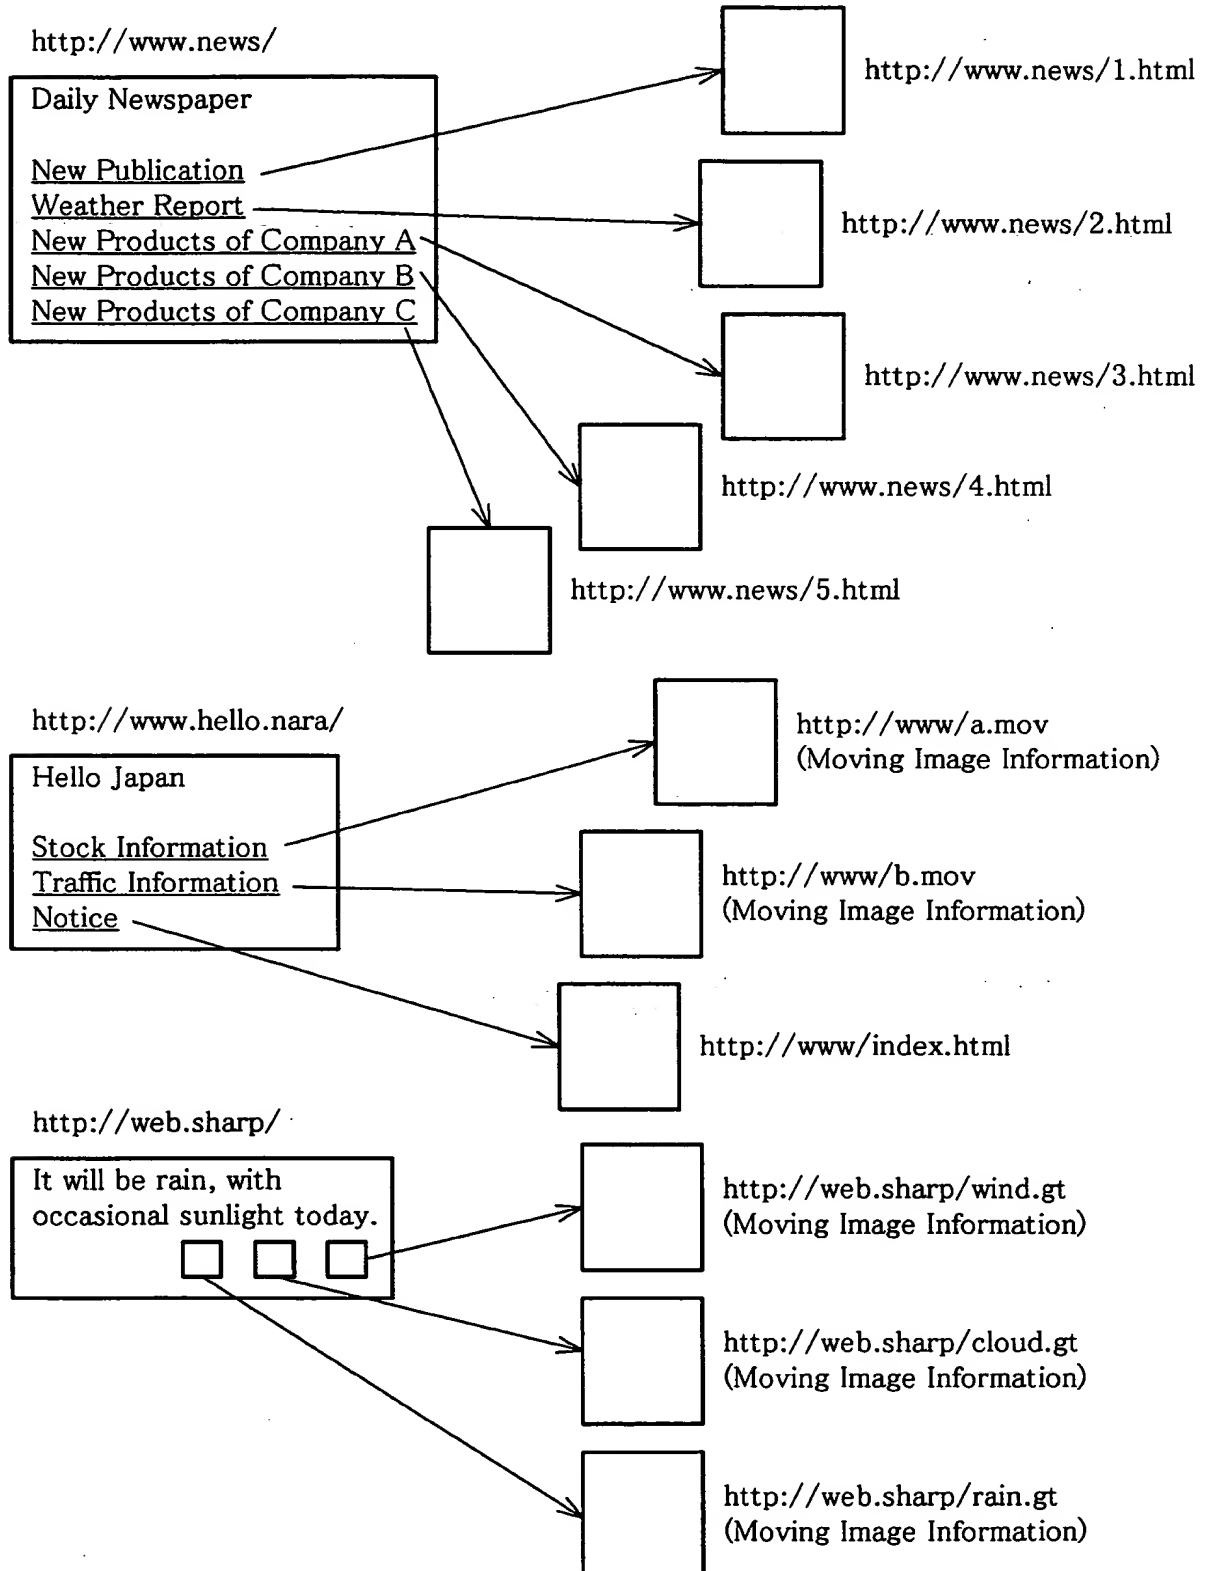 http://www.news/
Daily Newspaper
New Publication
Weather Report
New Products of Company A
New Products of Company B
New Products of Company C
http://www.news/1.html
http://www.news/2.html
http://www.news/3.html
http://www.news/4.html
http://www.news/5.html
http://www.hello.nara/
Hello Japan
Stock Information
Traffic Information
Notice
http://www/a.mov
(Moving Image Information)
http://www/b.mov
(Moving Image Information)
http://www/index.html
http://web.sharp/
It will be rain, with
occasional sunlight today.
http://web.sharp/wind.gt
(Moving Image Information)
http://web.sharp/cloud.gt
(Moving Image Information)
http://web.sharp/rain.gt
(Moving Image Information)